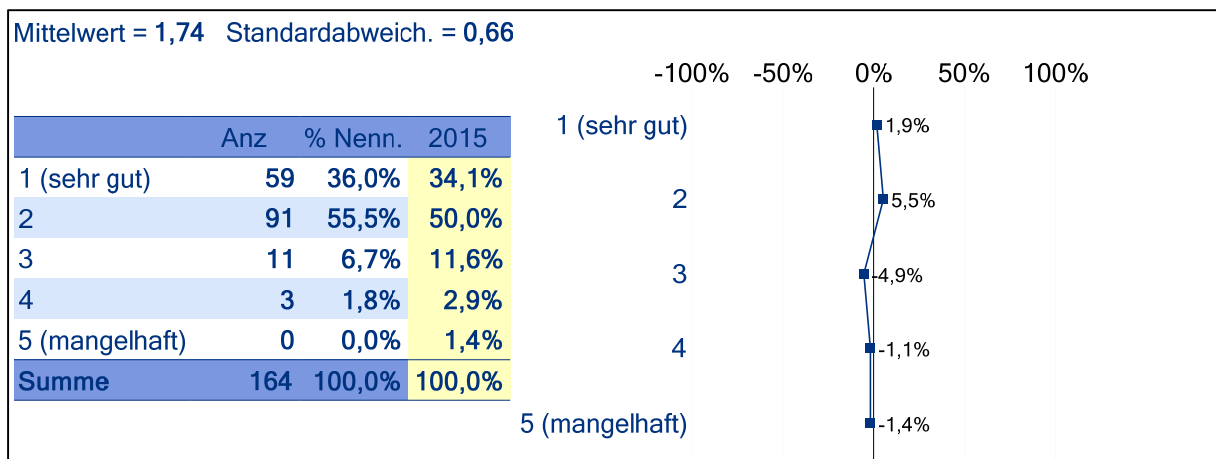 Mittelwert = 1,74 Standardabweich. = 0,66
Anz % Nenn. 2015
1 (sehr gut) 59 36,0% 34,1%
2 91 55,5% 50,0%
3 11 6,7% 11,6%
4 3 1,8% 2,9%
5 (mangelhaft) 0 0,0% 1,4%
Summe 164 100,0% 100,0%
-100% -50% 0% 50% 100%
1 (sehr gut) 1,9%
2 5,5%
3 -4,9%
4 -1,1%
5 (mangelhaft) -1,4%